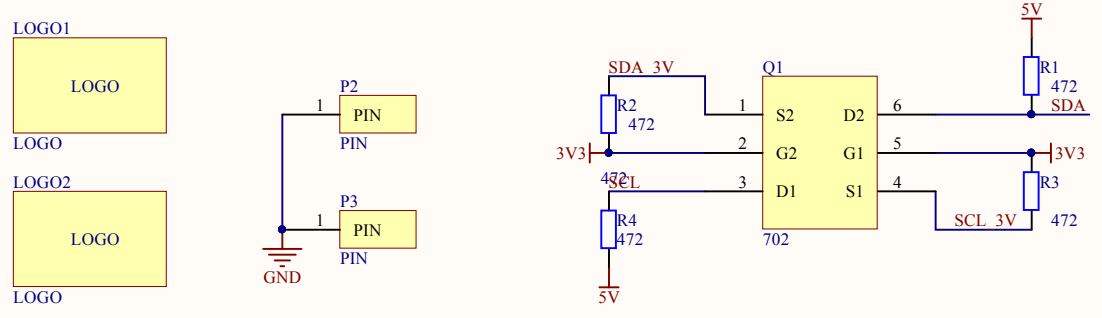 LOGO1
LOGO
LOGO
LOGO2
LOGO
LOGO
P2
1
PIN
PIN
P3
1
PIN
PIN
GND
SDA_3V
R2
472
3V3
472
SCL
R4
472
5V
Q1
1
S2
D2
6
2
G2
G1
5
3
D1
S1
4
702
5V
R1
472
SDA
3V3
R3
472
SCL_3V